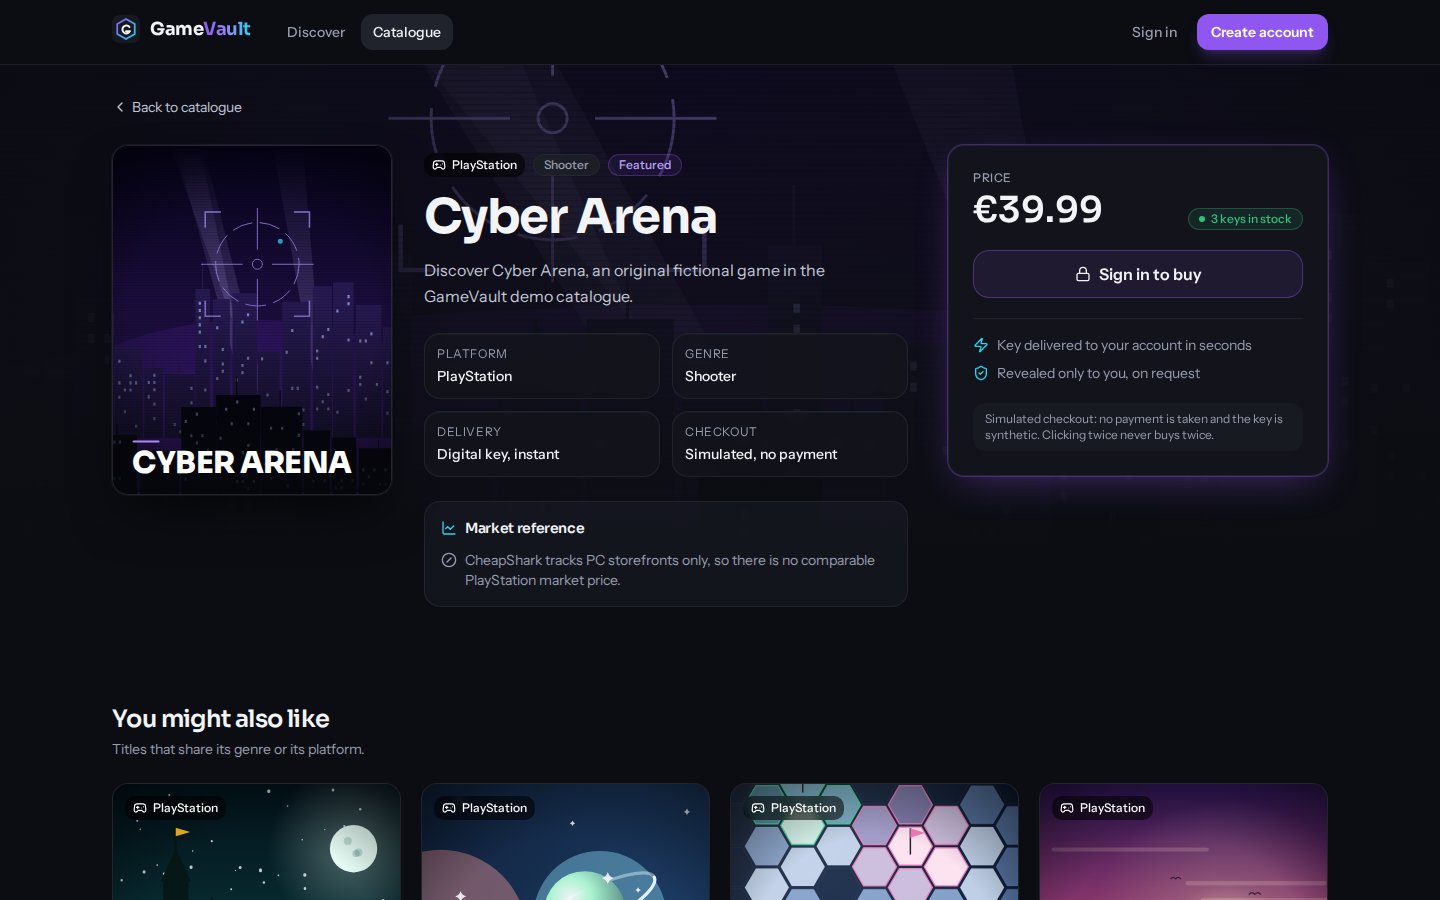 GameVault
Discover
Catalogue
Sign in
Create account
Back to catalogue
CYBER ARENA
PlayStation
Shooter
Featured
Cyber Arena
Discover Cyber Arena, an original fictional game in the
GameVault demo catalogue.
PLATFORM
PlayStation
GENRE
Shooter
DELIVERY
Digital key, instant
CHECKOUT
Simulated, no payment
Market reference
CheapShark tracks PC storefronts only, so there is no comparable
PlayStation market price.
PRICE
€39.99
3 keys in stock
Sign in to buy
Key delivered to your account in seconds
Revealed only to you, on request
Simulated checkout: no payment is taken and the key is
synthetic. Clicking twice never buys twice.
You might also like
Titles that share its genre or its platform.
PlayStation
PlayStation
PlayStation
PlayStation